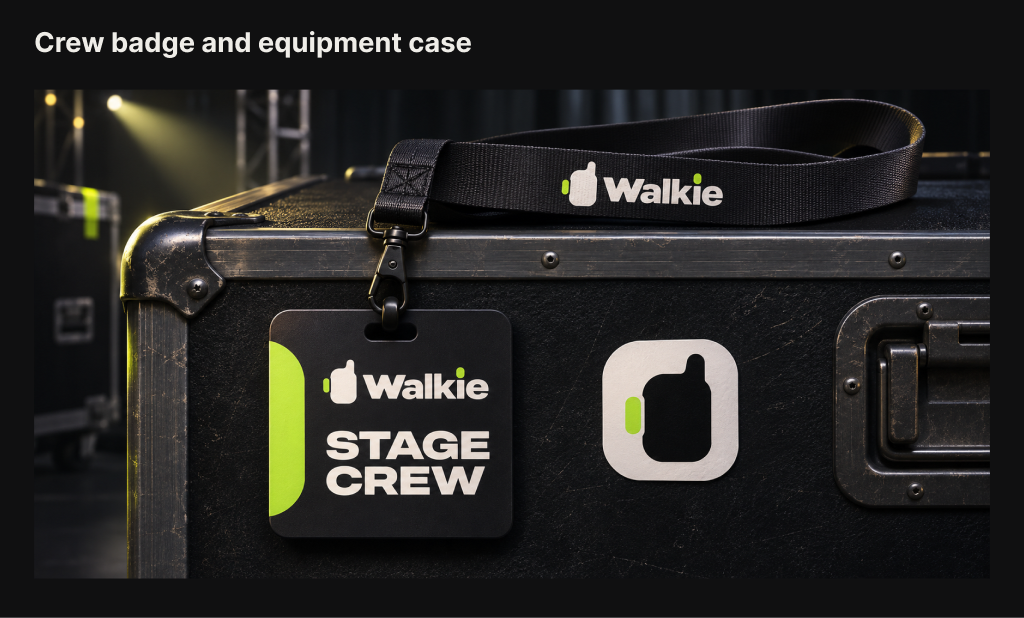 Crew badge and equipment case
Walkie
Walkie
STAGE
CREW